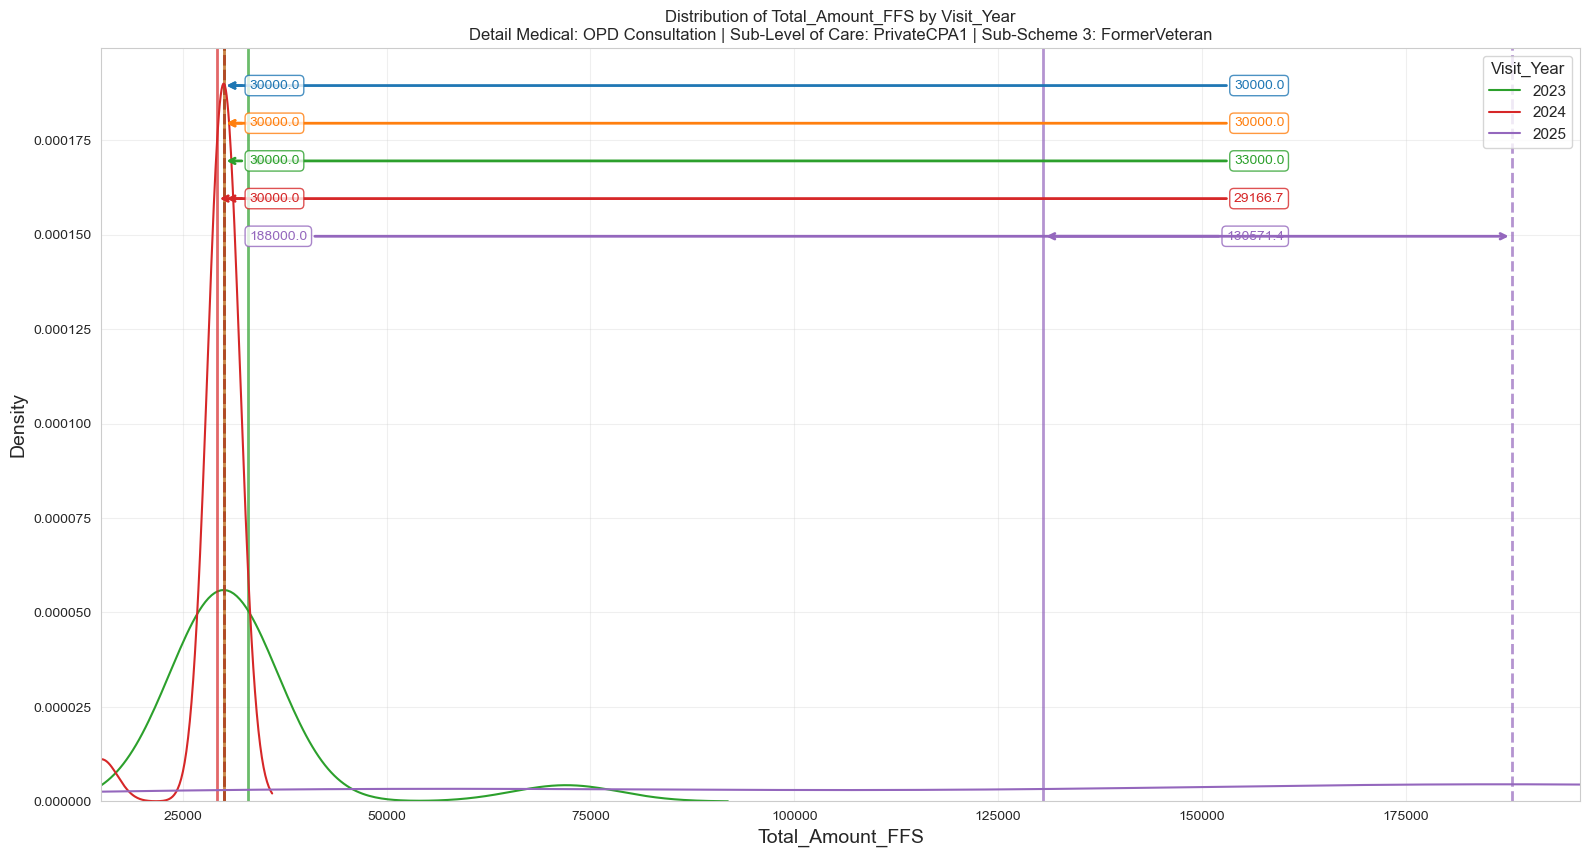 Distribution of Total_Amount_FFS by Visit_Year
Detail Medical: OPD Consultation | Sub-Level of Care: PrivateCPA1 | Sub-Scheme 3: FormerVeteran
Visit_Year
2023
2024
2025
30000.0 30000.0
30000.0 30000.0
30000.0 33000.0
30000.0 29166.7
188000.0 130571.4
Density
0.000175
0.000150
0.000125
0.000100
0.000075
0.000050
0.000025
0.000000
25000 50000 75000 100000 125000 150000 175000
Total_Amount_FFS